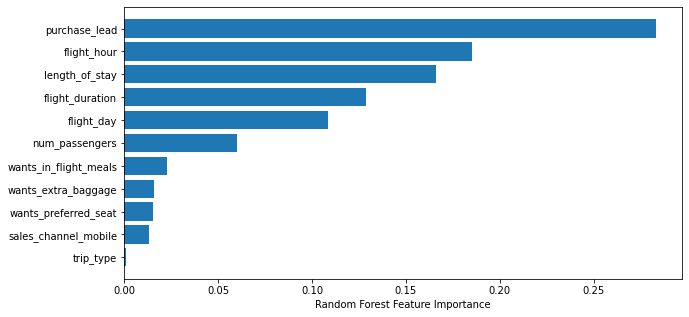 purchase_lead
flight_hour
length_of_stay
flight_duration
flight_day
num_passengers
wants_in_flight_meals
wants_extra_baggage
wants_preferred_seat
sales_channel_mobile
trip_type
0.00 0.05 0.10 0.15 0.20 0.25
Random Forest Feature Importance